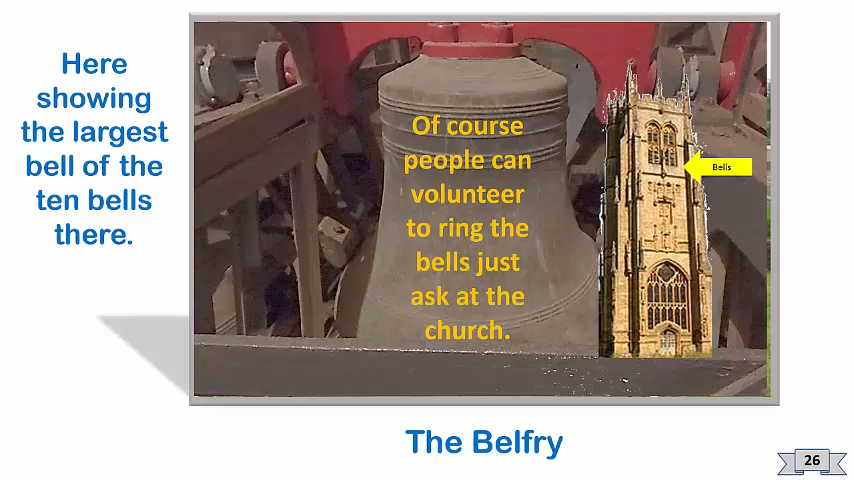 Here
showing
the largest
bell of the
ten bells
there.
Of course
people can
volunteer
to ring the
bells just
ask at the
church.
Bells
The Belfry
26